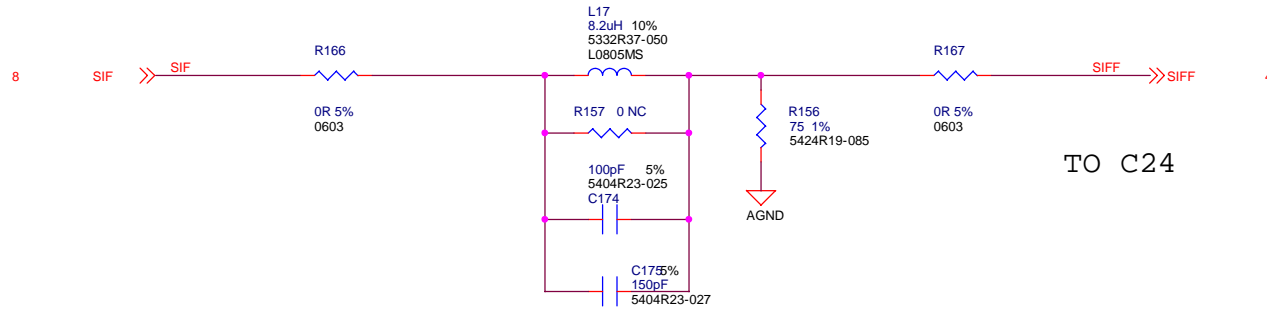 L17
8.2uH 10%
5332R37-050
L0805MS
R166
R167
8 SIF SIF
SIFF SIFF
R157 0 NC
R156
0R 5%
0603
75 1%
5424R19-085
0R 5%
0603
TO C24
100pF 5%
5404R23-025
C174
AGND
C175 5%
150pF
5404R23-027